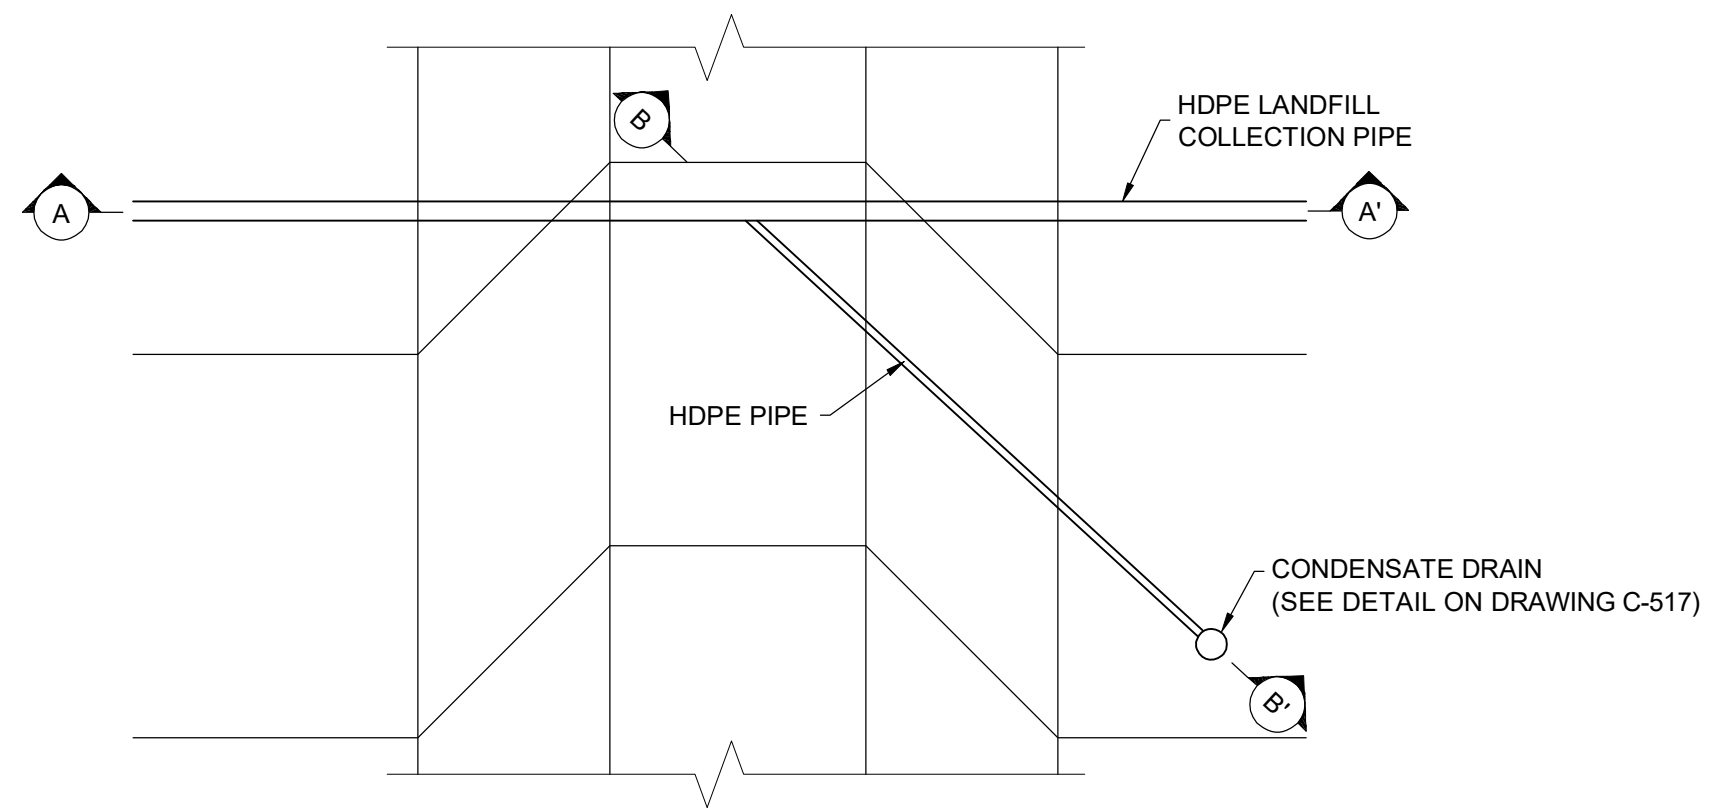 B
HDPE LANDFILL
COLLECTION PIPE
A
A'
HDPE PIPE
CONDENSATE DRAIN
(SEE DETAIL ON DRAWING C-517)
B'